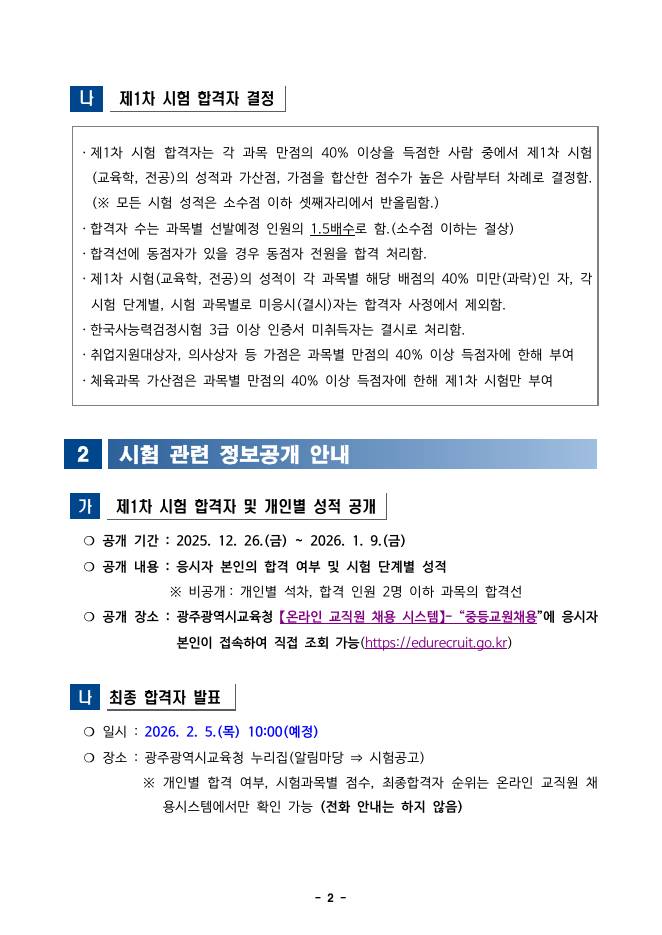 나 제1차 시험 합격자 결정
· 제1차 시험 합격자는 각 과목 만점의 40% 이상을 득점한 사람 중에서 제1차 시험
(교육학, 전공)의 성적과 가산점, 가점을 합산한 점수가 높은 사람부터 차례로 결정함.
(※ 모든 시험 성적은 소수점 이하 셋째자리에서 반올림함.)
· 합격자 수는 과목별 선발예정 인원의 1.5배수로 함.(소수점 이하는 절상)
· 합격선에 동점자가 있을 경우 동점자 전원을 합격 처리함.
· 제1차 시험(교육학, 전공)의 성적이 각 과목별 해당 배점의 40% 미만(과락)인 자, 각
시험 단계별, 시험 과목별로 미응시(결시)자는 합격자 사정에서 제외함.
· 한국사능력검정시험 3급 이상 인증서 미취득자는 결시로 처리함.
· 취업지원대상자, 의사상자 등 가점은 과목별 만점의 40% 이상 득점자에 한해 부여
· 체육과목 가산점은 과목별 만점의 40% 이상 득점자에 한해 제1차 시험만 부여
2 시험 관련 정보공개 안내
가 제1차 시험 합격자 및 개인별 성적 공개
❍ 공개 기간 : 2025. 12. 26.(금) ~ 2026. 1. 9.(금)
❍ 공개 내용 : 응시자 본인의 합격 여부 및 시험 단계별 성적
※ 비공개 : 개인별 석차, 합격 인원 2명 이하 과목의 합격선
❍ 공개 장소 : 광주광역시교육청 【온라인 교직원 채용 시스템】- “중등교원채용”에 응시자
본인이 접속하여 직접 조회 가능(https://edurecruit.go.kr)
나 최종 합격자 발표
❍ 일시 : 2026. 2. 5.(목) 10:00(예정)
❍ 장소 : 광주광역시교육청 누리집(알림마당 ⇒ 시험공고)
※ 개인별 합격 여부, 시험과목별 점수, 최종합격자 순위는 온라인 교직원 채
용시스템에서만 확인 가능 (전화 안내는 하지 않음)
- 2 -